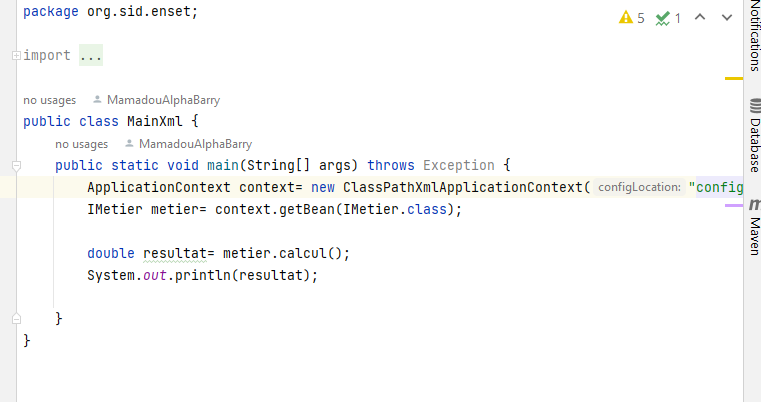 package org.sid.enset;
5 1
import ...
no usages MamadouAlphaBarry
public class MainXml {
no usages MamadouAlphaBarry
public static void main(String[] args) throws Exception {
ApplicationContext context= new ClassPathXmlApplicationContext( configLocation: "config
IMetier metier= context.getBean(IMetier.class);
double resultat= metier.calcul();
System.out.println(resultat);
}
}
Notifications
Database
m Maven